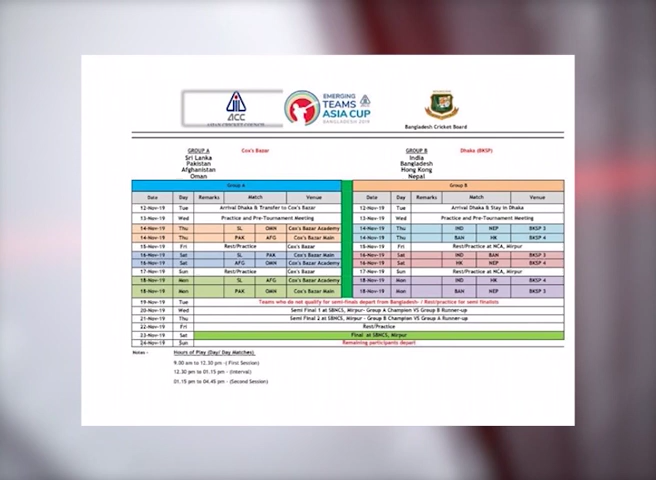 ACC
ASIAN CRICKET COUNCIL
EMERGING
TEAMS
ASIA CUP
BANGLADESH 2019
Bangladesh Cricket Board
GROUP A Cox's Bazar
Sri Lanka
Pakistan
Afghanistan
Oman
GROUP B Dhaka (BKSP)
India
Bangladesh
Hong Kong
Nepal
Group A Group B
Date Day Remarks Match Venue Date Day Remarks Match Venue
12-Nov-19 Tue Arrival Dhaka & Transfer to Cox's Bazar 12-Nov-19 Tue Arrival Dhaka & Stay in Dhaka
13-Nov-19 Wed Practice and Pre-Tournament Meeting 13-Nov-19 Wed Practice and Pre-Tournament Meeting
14-Nov-19 Thu SL OMN Cox's Bazar Academy 14-Nov-19 Thu IND NEP BKSP 3
14-Nov-19 Thu PAK AFG Cox's Bazar Main 14-Nov-19 Thu BAN HK BKSP 4
15-Nov-19 Fri Rest/Practice Cox's Bazar 15-Nov-19 Fri Rest/Practice at NCA, Mirpur
16-Nov-19 Sat SL PAK Cox's Bazar Main 16-Nov-19 Sat IND BAN BKSP 3
16-Nov-19 Sat AFG OMN Cox's Bazar Academy 16-Nov-19 Sat HK NEP BKSP 4
17-Nov-19 Sun Rest/Practice Cox's Bazar 17-Nov-19 Sun Rest/Practice at NCA, Mirpur
18-Nov-19 Mon SL AFG Cox's Bazar Academy 18-Nov-19 Mon IND HK BKSP 4
18-Nov-19 Mon PAK OMN Cox's Bazar Main 18-Nov-19 Mon BAN NEP BKSP 3
19-Nov-19 Tue Teams who do not qualify for semi-finals depart from Bangladesh- / Rest/practice for semi finalists
20-Nov-19 Wed Semi Final 1 at SBNCS, Mirpur- Group A Champion VS Group B Runner-up
21-Nov-19 Thu Semi Final 2 at SBNCS, Mirpur - Group B Champion VS Group A Runner-up
22-Nov-19 Fri Rest/Practice
23-Nov-19 Sat Final at SBNCS, Mirpur
24-Nov-19 Sun Remaining participants depart
Notes - Hours of Play (Day/ Day Matches)
9.00 am to 12.30 pm -( First Session)
12.30 pm to 01.15 pm - (Interval)
01.15 pm to 04.45 pm - (Second Session)